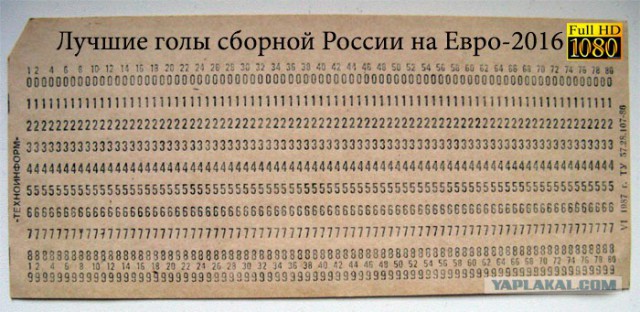 Лучшие голы сборной России на Евро-2016
Full HD
1080
1 2 4 6 8 10 12 14 16 18 20 22 24 26 28 30 32 34 36 38 40 42 44 46 48 50 52 54 56 58 60 62 64 66 68 70 72 74 76 78 80
00000000000000000000000000000000000000000000000000000000000000000000000000000000
11111111111111111111111111111111111111111111111111111111111111111111111111111111
22222222222222222222222222222222222222222222222222222222222222222222222222222222
33333333333333333333333333333333333333333333333333333333333333333333333333333333
44444444444444444444444444444444444444444444444444444444444444444444444444444444
55555555555555555555555555555555555555555555555555555555555555555555555555555555
66666666666666666666666666666666666666666666666666666666666666666666666666666666
77777777777777777777777777777777777777777777777777777777777777777777777777777777
88888888888888888888888888888888888888888888888888888888888888888888888888888888
1 2 4 6 8 10 12 14 16 18 20 22 24 26 28 30 32 34 36 38 40 42 44 46 48 50 52 54 56 58 60 62 64 66 68 70 72 74 76 78 80
99999999999999999999999999999999999999999999999999999999999999999999999999999999
«ТЕХНОИНФОРМ»
VI 1987 г. ТУ
YAPLAKAL.COM